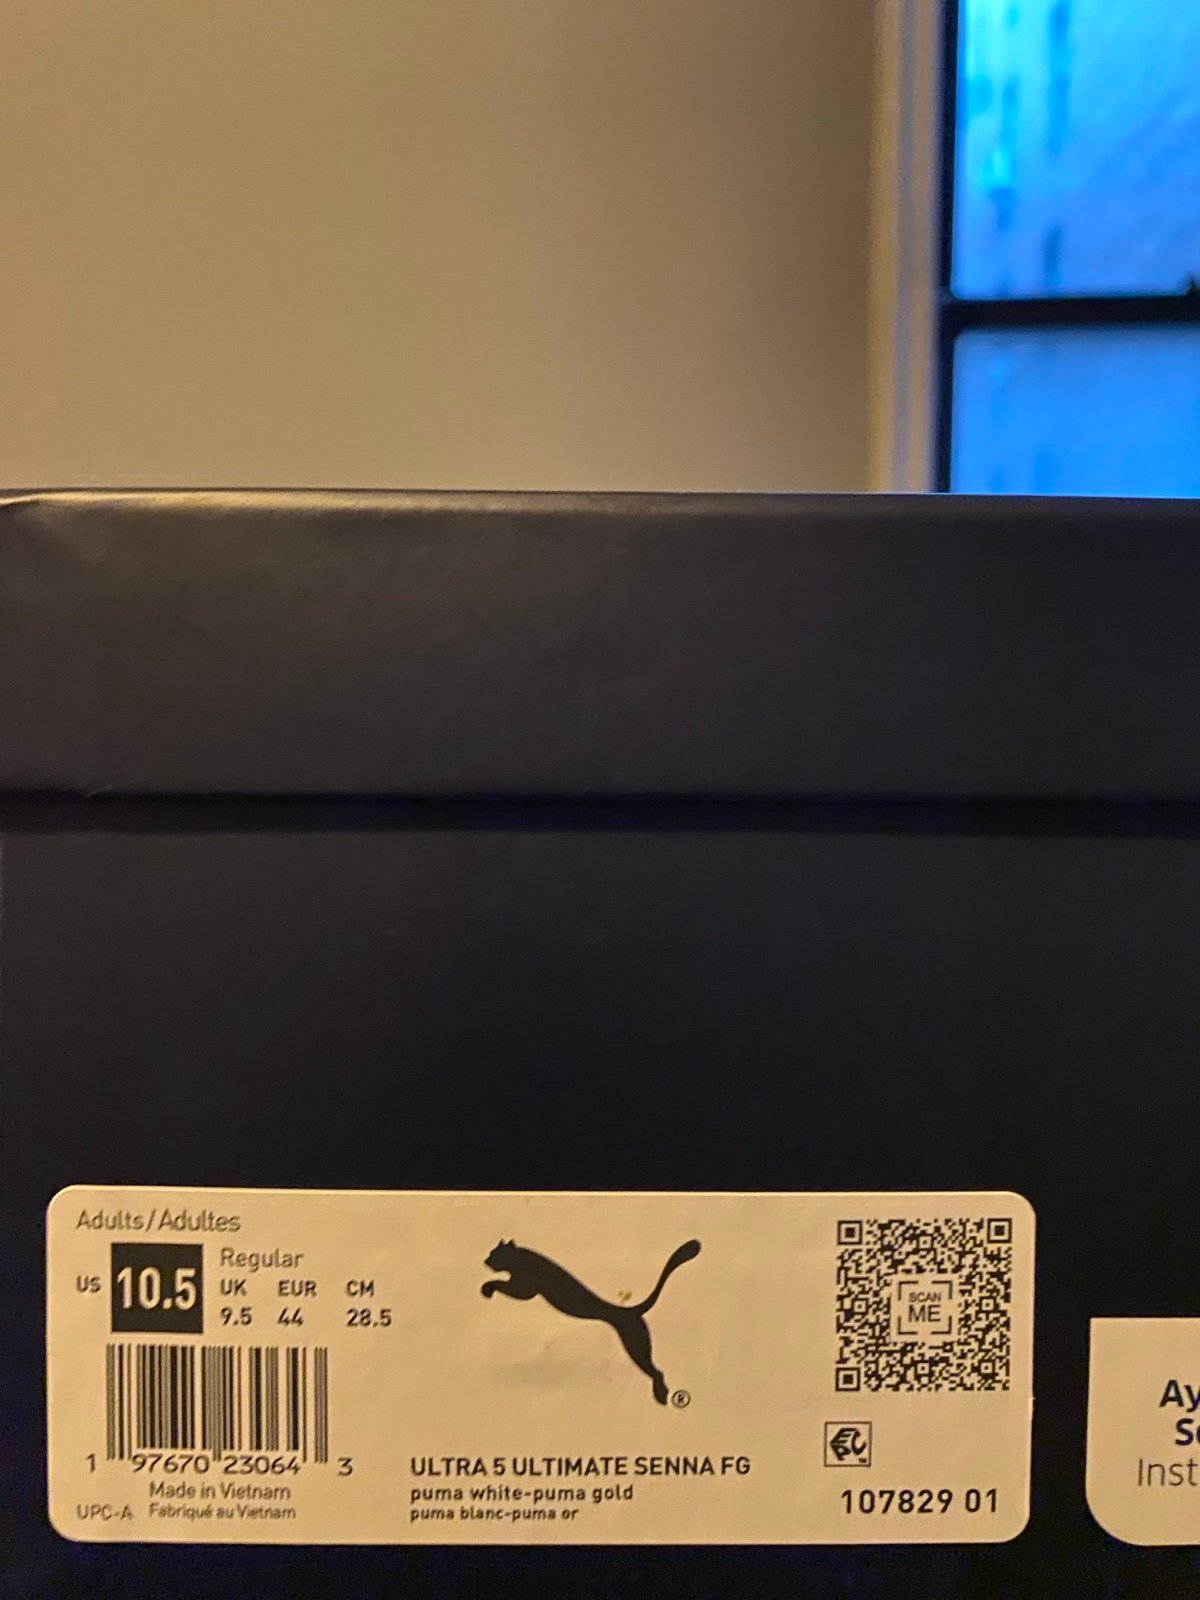 Adults/Adultes
US 10.5
Regular
UK EUR CM
9.5 44 28.5
1 97670 23064 3
Made in Vietnam
UPC-A Fabriqué au Vietnam
®
ULTRA 5 ULTIMATE SENNA FG
puma white-puma gold
puma blanc-puma or
SCAN
ME
107829 01
Ay
Se
Inst